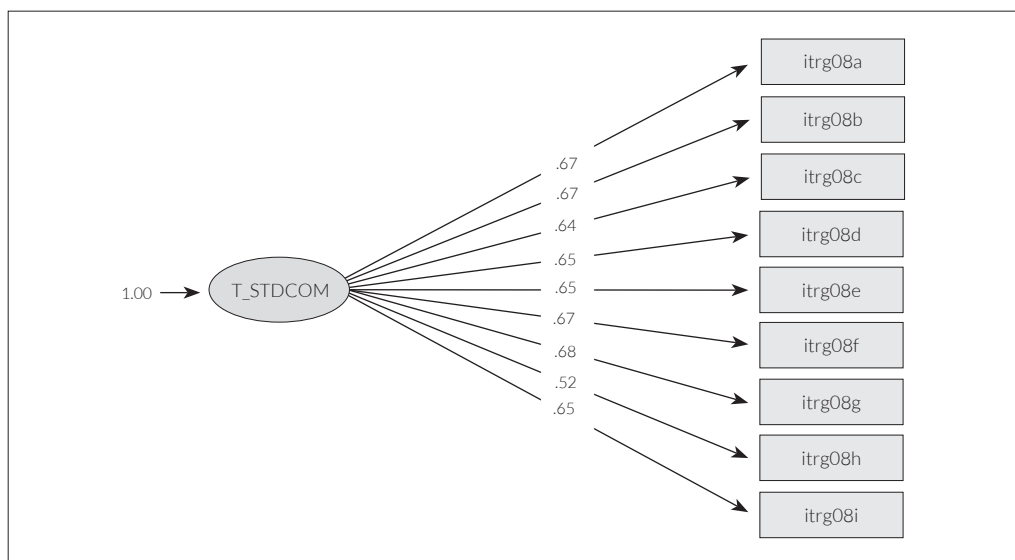 itrg08a
itrg08b
.67
itrg08c
.67
.64
itrg08d
.65
1.00
T_STDCOM
.65
itrg08e
.67
itrg08f
.68
.52
itrg08g
.65
itrg08h
itrg08i